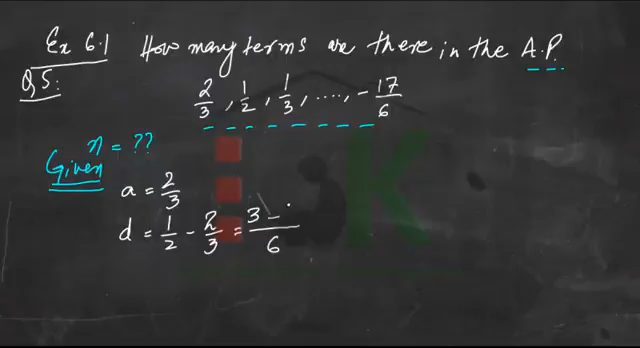 Ex 6.1 How many terms are there in the A.P.
Q5:
2/3, 1/2, 1/3, ...., -17/6
n = ??
Given
a = 2/3
d = 1/2 - 2/3 = 3 - /6
K